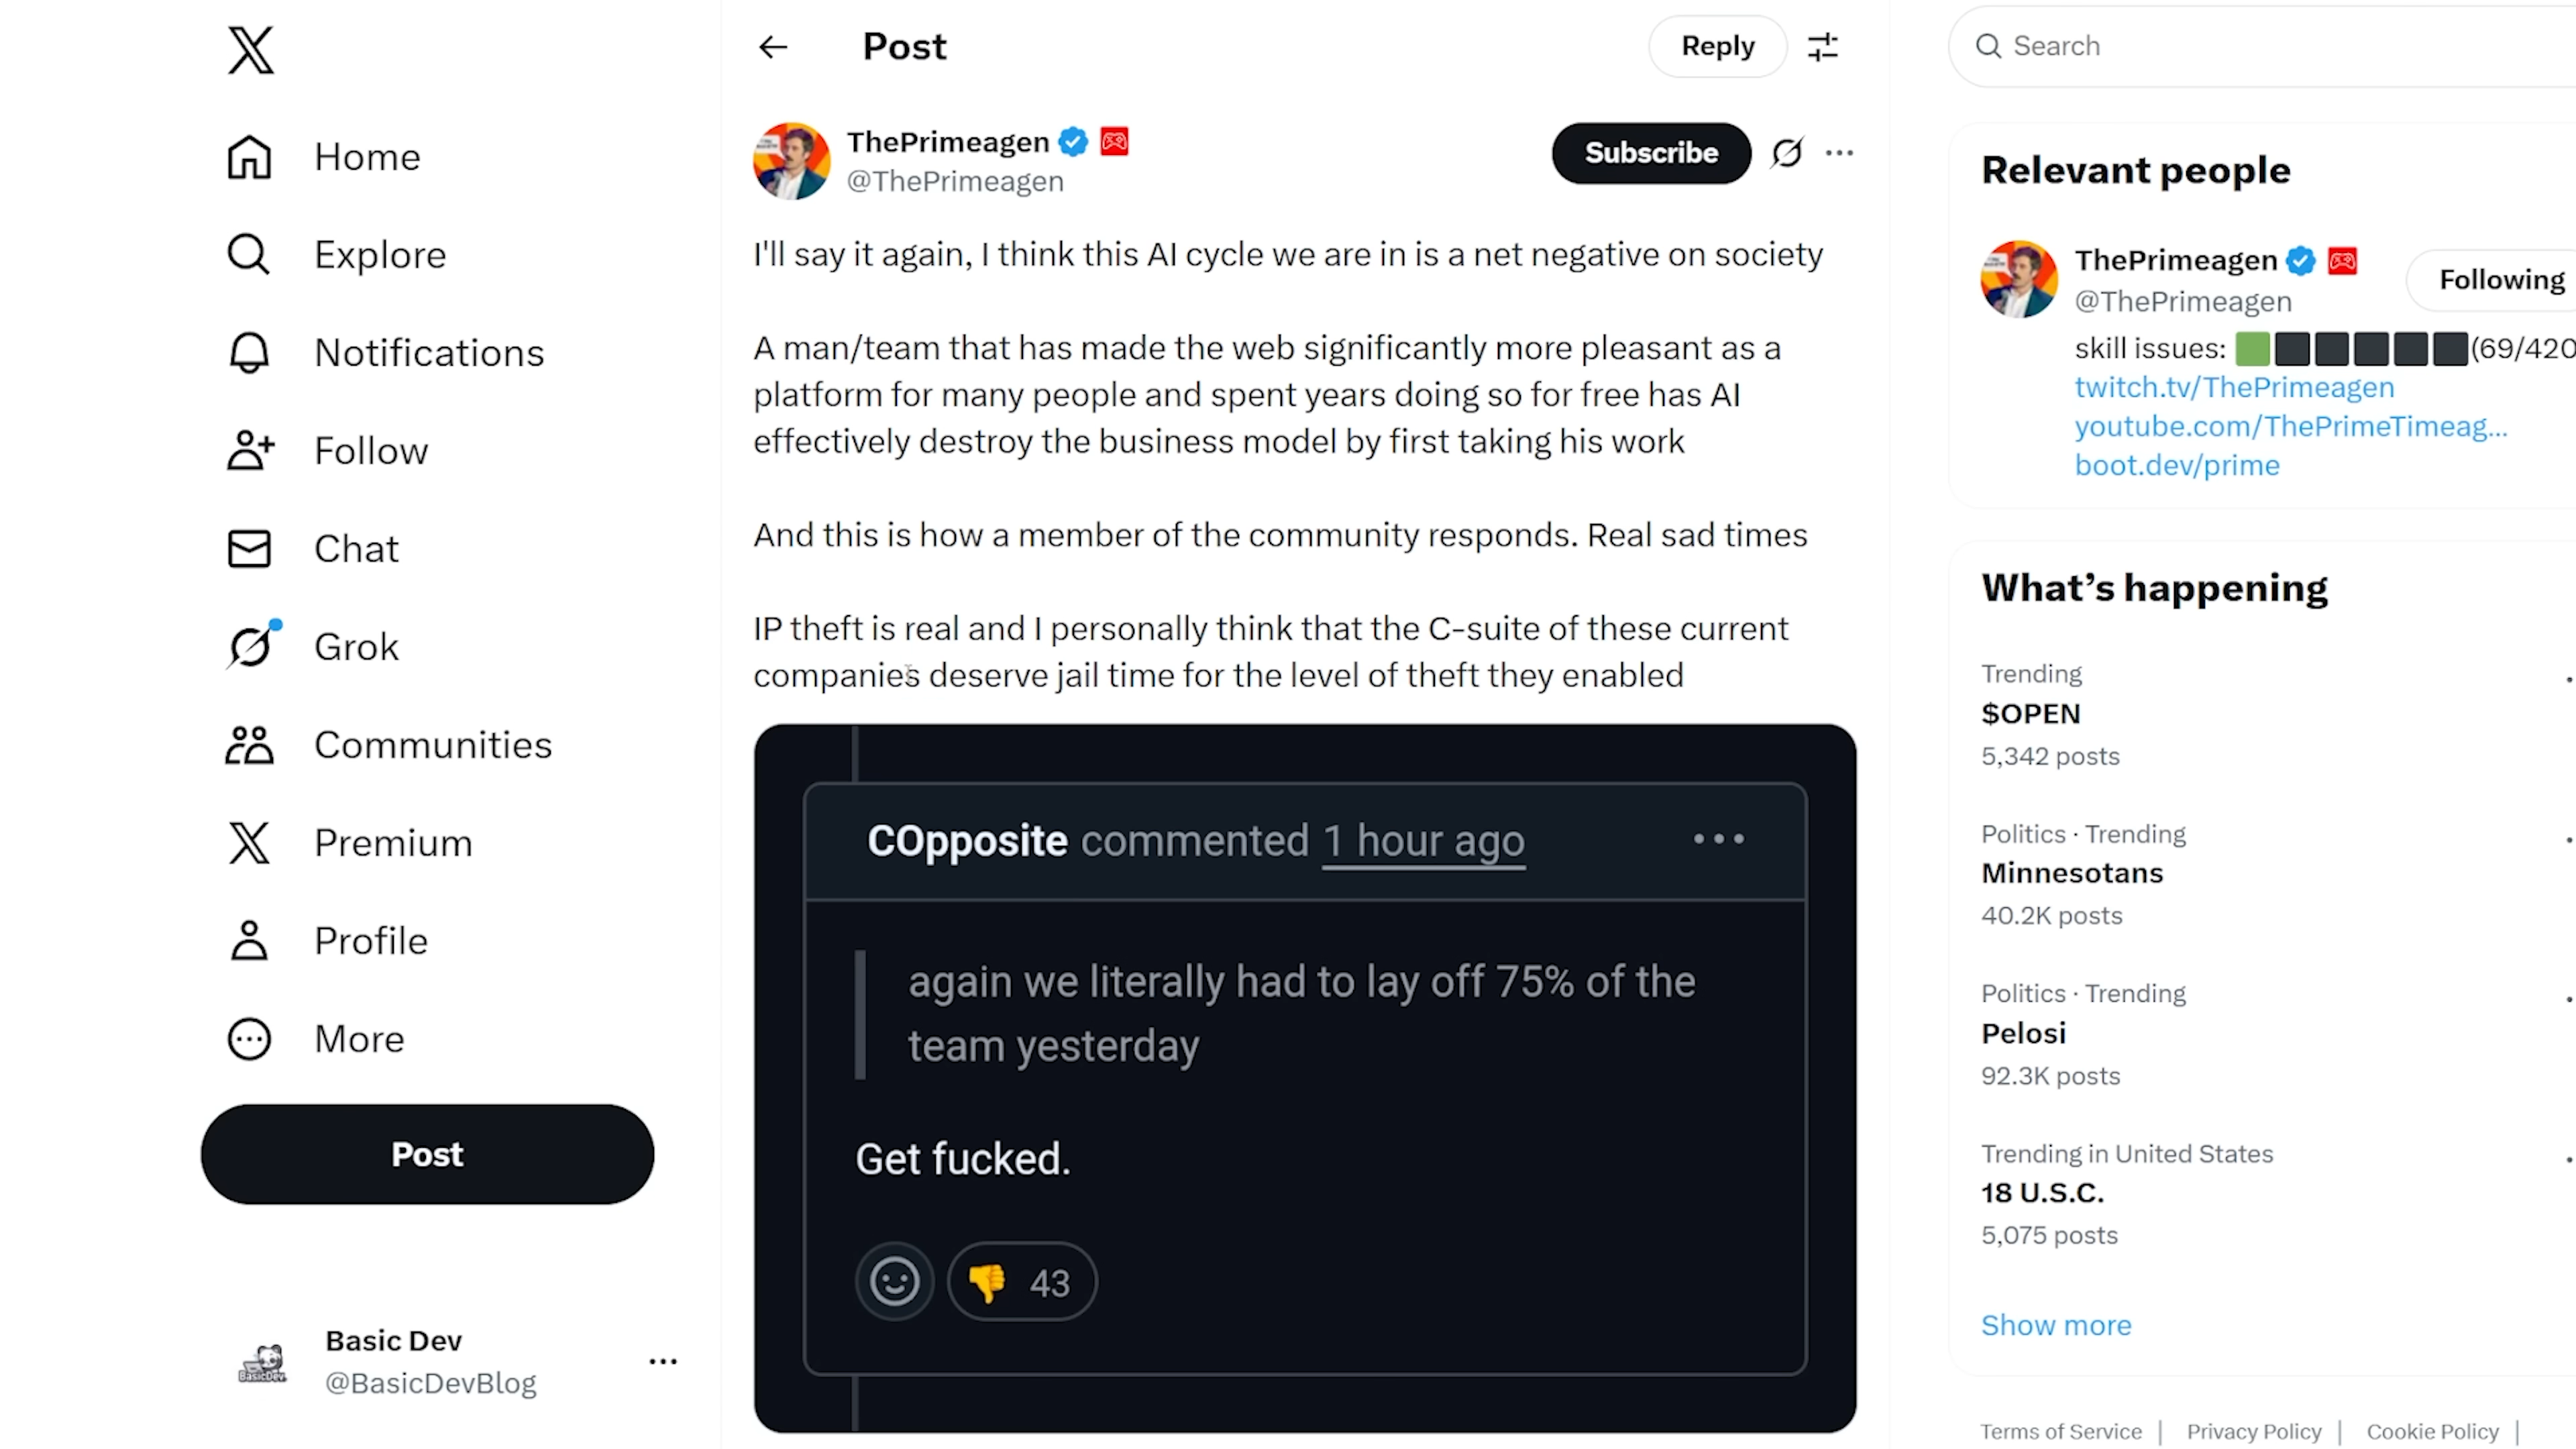 Home
Explore
Notifications
Follow
Chat
Grok
Communities
Premium
Profile
More
Post
Basic Dev
@BasicDevBlog
Post
Reply
ThePrimeagen
@ThePrimeagen
Subscribe
I'll say it again, I think this AI cycle we are in is a net negative on society
A man/team that has made the web significantly more pleasant as a
platform for many people and spent years doing so for free has AI
effectively destroy the business model by first taking his work
And this is how a member of the community responds. Real sad times
IP theft is real and I personally think that the C-suite of these current
companies deserve jail time for the level of theft they enabled
COpposite commented 1 hour ago
again we literally had to lay off 75% of the
team yesterday
Get fucked.
43
Search
Relevant people
ThePrimeagen
@ThePrimeagen
Following
skill issues: 🟩⬛⬛⬛⬛⬛(69/420
twitch.tv/ThePrimeagen
youtube.com/ThePrimeTimeag...
boot.dev/prime
What’s happening
Trending
$OPEN
5,342 posts
Politics · Trending
Minnesotans
40.2K posts
Politics · Trending
Pelosi
92.3K posts
Trending in United States
18 U.S.C.
5,075 posts
Show more
Terms of Service | Privacy Policy | Cookie Policy |